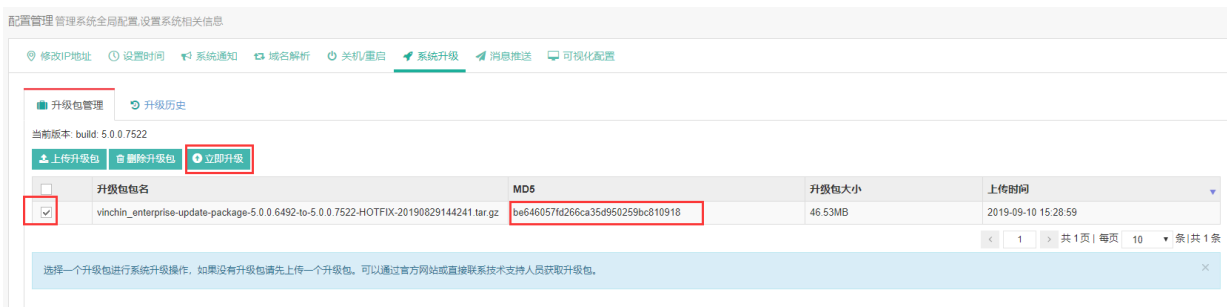 配置管理 管理系统全局配置,设置系统相关信息
修改IP地址 设置时间 系统通知 域名解析 关机/重启 系统升级 消息推送 可视化配置
升级包管理 升级历史
当前版本: build: 5.0.0.7522
上传升级包 删除升级包 立即升级
升级包包名 MD5 升级包大小 上传时间
vinchin_enterprise-update-package-5.0.0.6492-to-5.0.0.7522-HOTFIX-20190829144241.tar.gz be646057fd266ca35d950259bc810918 46.53MB 2019-09-10 15:28:59
< 1 > 共1页 | 每页 10 条 | 共1条
选择一个升级包进行系统升级操作，如果没有升级包请先上传一个升级包。可以通过官方网站或直接联系技术支持人员获取升级包。